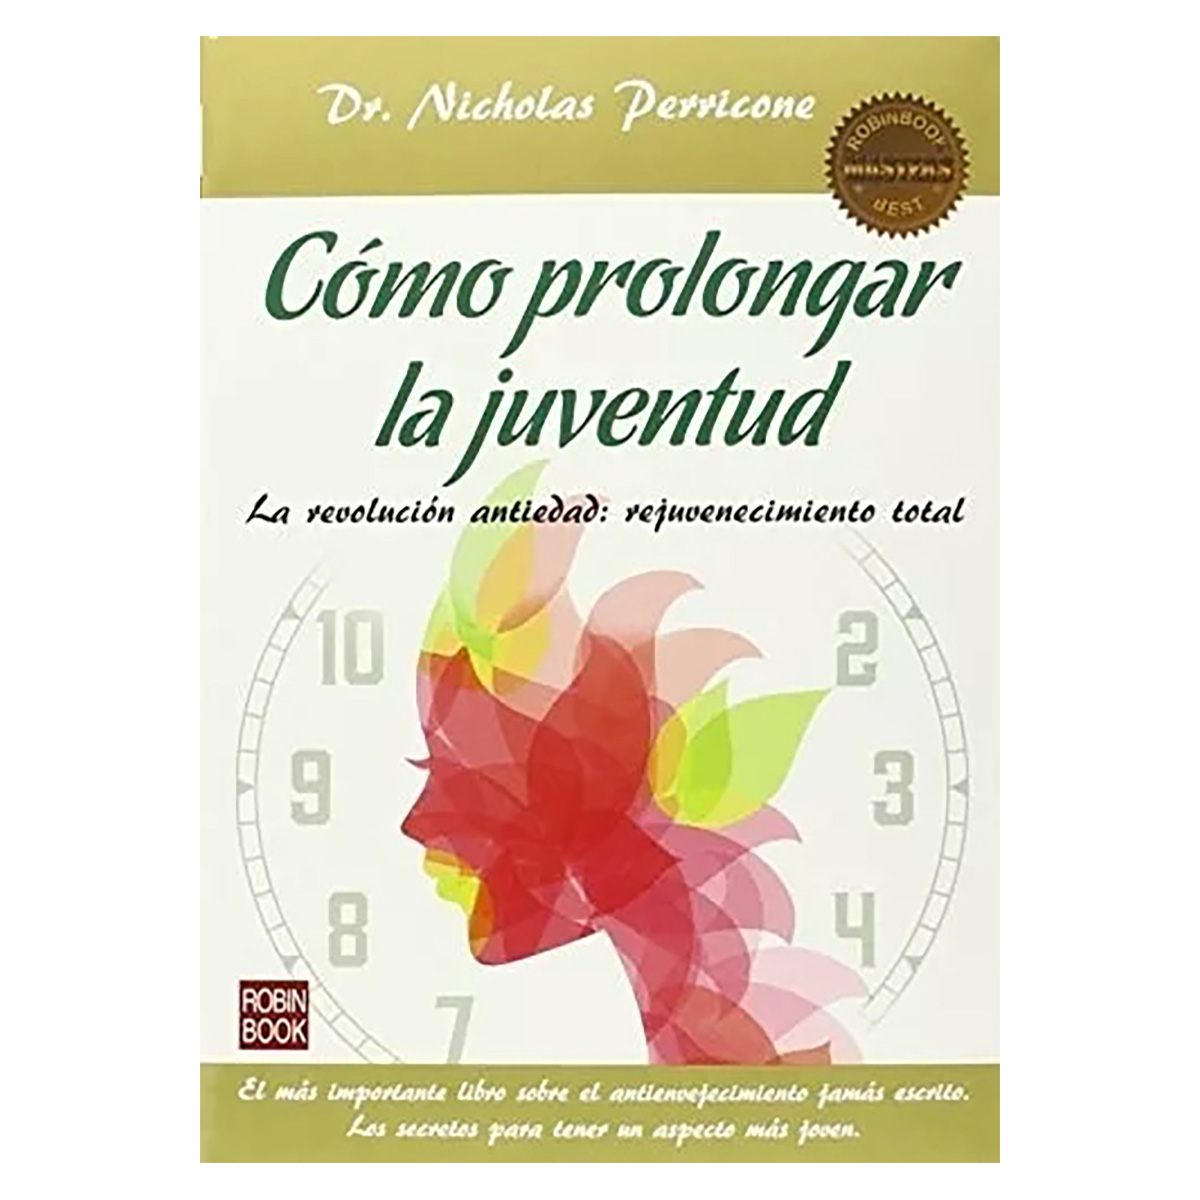 Dr. Nicholas Perricone
ROBINBOOK
MASTERS
BEST
Cómo prolongar
la juventud
La revolución antiedad: rejuvenecimiento total
10
2
9
3
8
4
7
ROBIN
BOOK
El más importante libro sobre el antienvejecimiento jamás escrito.
Los secretos para tener un aspecto más joven.